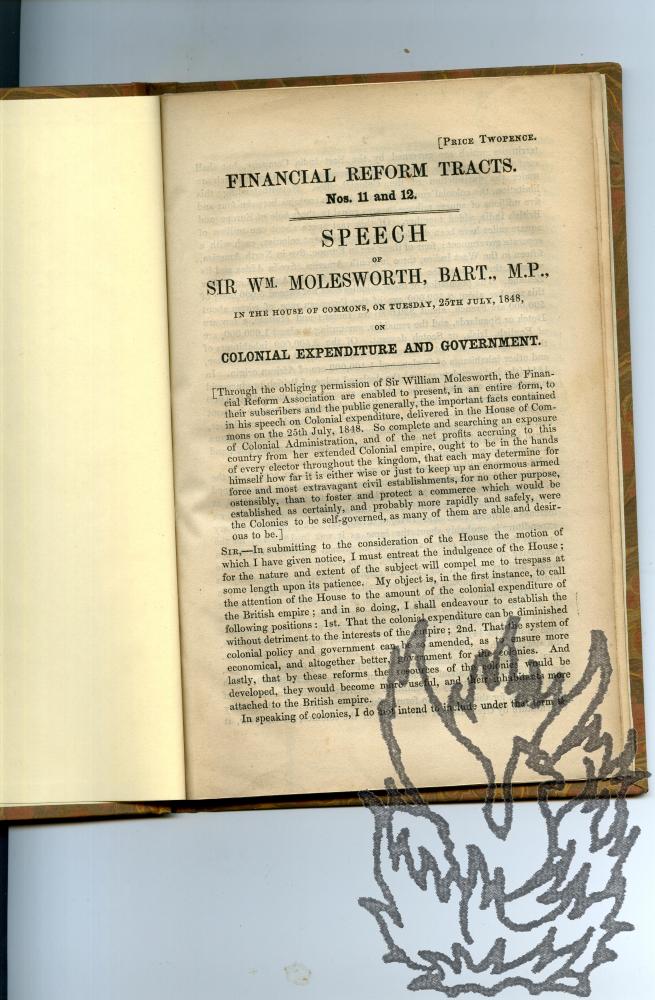 [PRICE TWOPENCE.
FINANCIAL REFORM TRACTS.
Nos. 11 and 12.
SPEECH
OF
SIR WM. MOLESWORTH, BART., M.P.,
IN THE HOUSE OF COMMONS, ON TUESDAY, 25TH JULY, 1848,
ON
COLONIAL EXPENDITURE AND GOVERNMENT.
[Through the obliging permission of Sir William Molesworth, the Finan-
cial Reform Association are enabled to present, in an entire form, to
their subscribers and the public generally, the important facts contained
in his speech on Colonial expenditure, delivered in the House of Com-
mons on the 25th July, 1848. So complete and searching an exposure
of Colonial Administration, and of the net profits accruing to this
country from her extended Colonial empire, ought to be in the hands
of every elector throughout the kingdom, that each may determine for
himself how far it is either wise or just to keep up an enormous armed
force and most extravagant civil establishments, for no other purpose,
ostensibly, than to foster and protect a commerce which would be
established as certainly, and probably more rapidly and safely, were
the Colonies to be self-governed, as many of them are able and desir-
ous to be.]
SIR,—In submitting to the consideration of the House the motion of
which I have given notice, I must entreat the indulgence of the House;
for the nature and extent of the subject will compel me to trespass at
some length upon its patience. My object is, in the first instance, to call
the attention of the House to the amount of the colonial expenditure of
the British empire; and in so doing, I shall endeavour to establish the
following positions: 1st. That the colonial expenditure can be diminished
without detriment to the interests of the empire; 2nd. That the system of
colonial policy and government can be amended, as to ensure more
economical, and altogether better, government for the colonies. And
lastly, that by these reforms the resources of the colonies would be
developed, they would become more useful, and their inhabitants more
attached to the British empire.
In speaking of colonies, I do not intend to include under that term